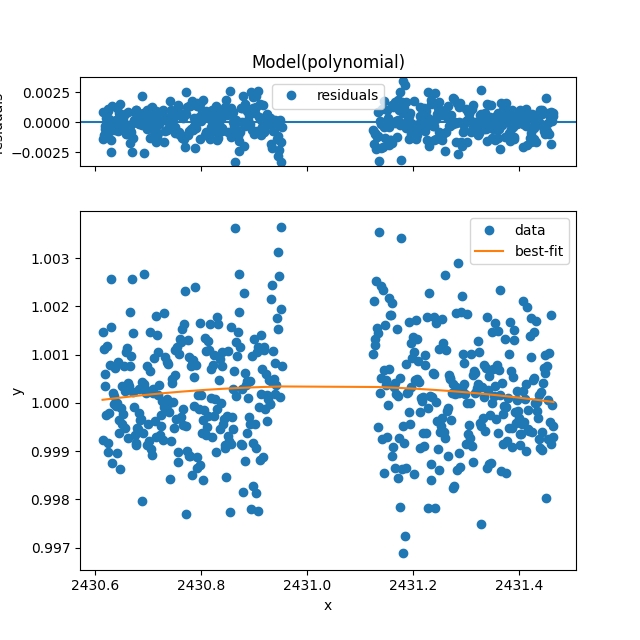 Model(polynomial)
0.0025
0.0000
−0.0025
residuals
residuals
1.003
1.002
1.001
1.000
0.999
0.998
0.997
y
data
best-fit
2430.6
2430.8
2431.0
2431.2
2431.4
x